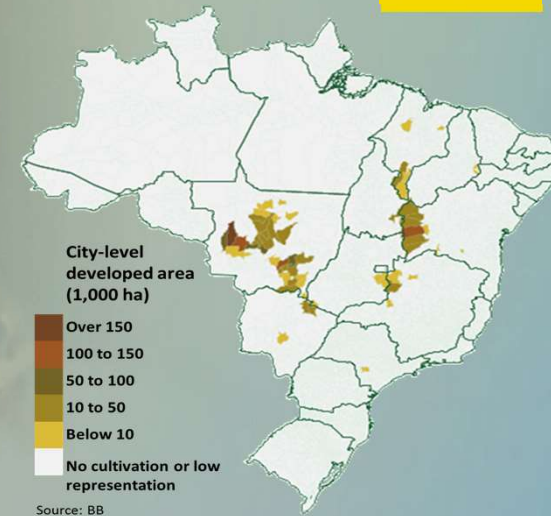 City-level
developed area
(1,000 ha)
Over 150
100 to 150
50 to 100
10 to 50
Below 10
No cultivation or low
representation
Source: BB